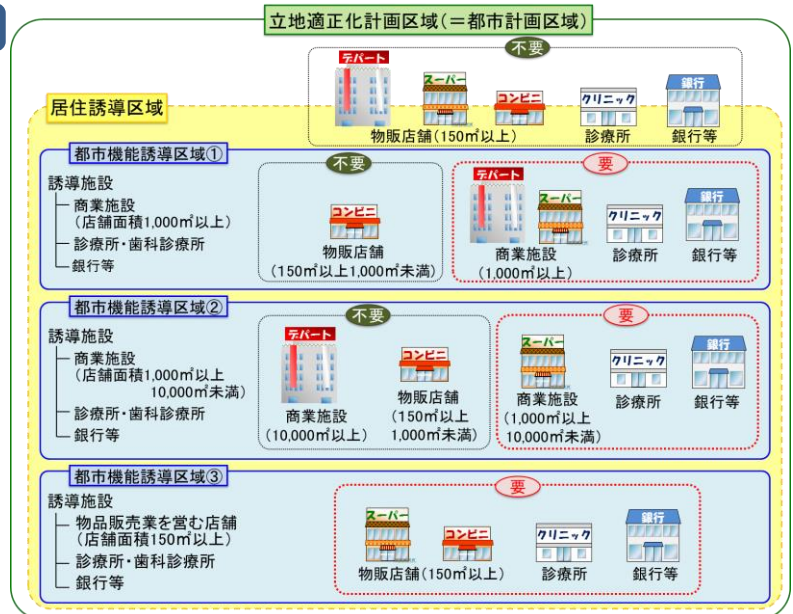 立地適正化計画区域(＝都市計画区域)
不要
デパート
スーパー
コンビニ
クリニック
銀行
物販店舗(150㎡以上)
診療所
銀行等
居住誘導区域
都市機能誘導区域①
誘導施設
商業施設
(店舗面積1,000㎡以上)
診療所・歯科診療所
銀行等
不要
コンビニ
物販店舗
(150㎡以上1,000㎡未満)
要
デパート
スーパー
クリニック
銀行
商業施設
(1,000㎡以上)
診療所
銀行等
都市機能誘導区域②
誘導施設
商業施設
(店舗面積1,000㎡以上
10,000㎡未満)
診療所・歯科診療所
銀行等
不要
デパート
コンビニ
商業施設
(10,000㎡以上)
物販店舗
(150㎡以上
1,000㎡未満)
要
スーパー
クリニック
銀行
商業施設
(1,000㎡以上
10,000㎡未満)
診療所
銀行等
都市機能誘導区域③
誘導施設
物品販売業を営む店舗
(店舗面積150㎡以上)
診療所・歯科診療所
銀行等
要
スーパー
コンビニ
クリニック
銀行
物販店舗(150㎡以上)
診療所
銀行等